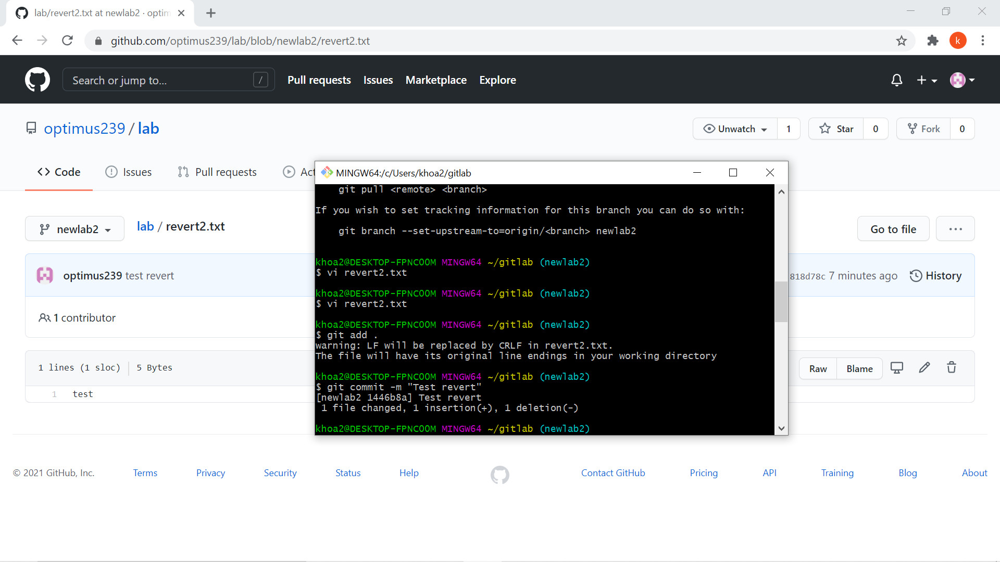 lab/revert2.txt at newlab2 · optim
github.com/optimus239/lab/blob/newlab2/revert2.txt
k
Search or jump to...
/
Pull requests
Issues
Marketplace
Explore
optimus239 / lab
Unwatch 1
Star 0
Fork 0
Code
Issues
Pull requests
Act
newlab2
lab / revert2.txt
Go to file
optimus239 test revert
818d78c 7 minutes ago
History
1 contributor
1 lines (1 sloc)
5 Bytes
Raw
Blame
1 test
MINGW64:/c/Users/khoa2/gitlab
git pull <remote> <branch>
If you wish to set tracking information for this branch you can do so with:
git branch --set-upstream-to=origin/<branch> newlab2
khoa2@DESKTOP-FPNCOOM MINGW64 ~/gitlab (newlab2)
$ vi revert2.txt
khoa2@DESKTOP-FPNCOOM MINGW64 ~/gitlab (newlab2)
$ vi revert2.txt
khoa2@DESKTOP-FPNCOOM MINGW64 ~/gitlab (newlab2)
$ git add .
warning: LF will be replaced by CRLF in revert2.txt.
The file will have its original line endings in your working directory
khoa2@DESKTOP-FPNCOOM MINGW64 ~/gitlab (newlab2)
$ git commit -m "Test revert"
[newlab2 1446b8a] Test revert
1 file changed, 1 insertion(+), 1 deletion(-)
khoa2@DESKTOP-FPNCOOM MINGW64 ~/gitlab (newlab2)
© 2021 GitHub, Inc.
Terms
Privacy
Security
Status
Help
Contact GitHub
Pricing
API
Training
Blog
About